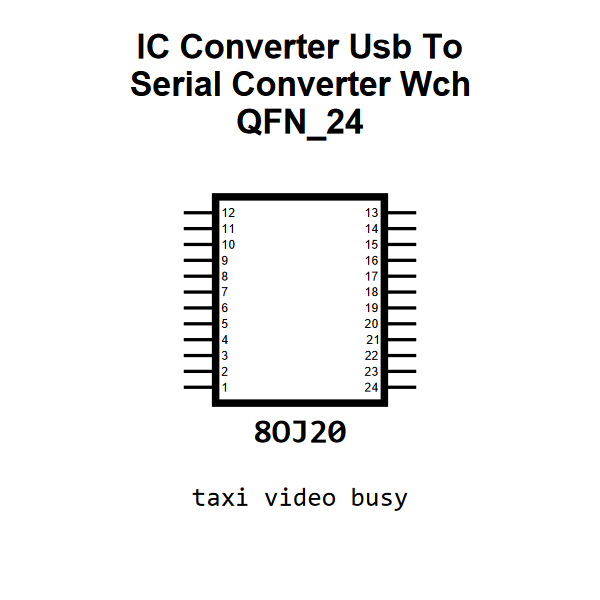 IC Converter Usb To
Serial Converter Wch
QFN_24
12 13
11 14
10 15
9 16
8 17
7 18
6 19
5 20
4 21
3 22
2 23
1 24
8OJ20
taxi video busy